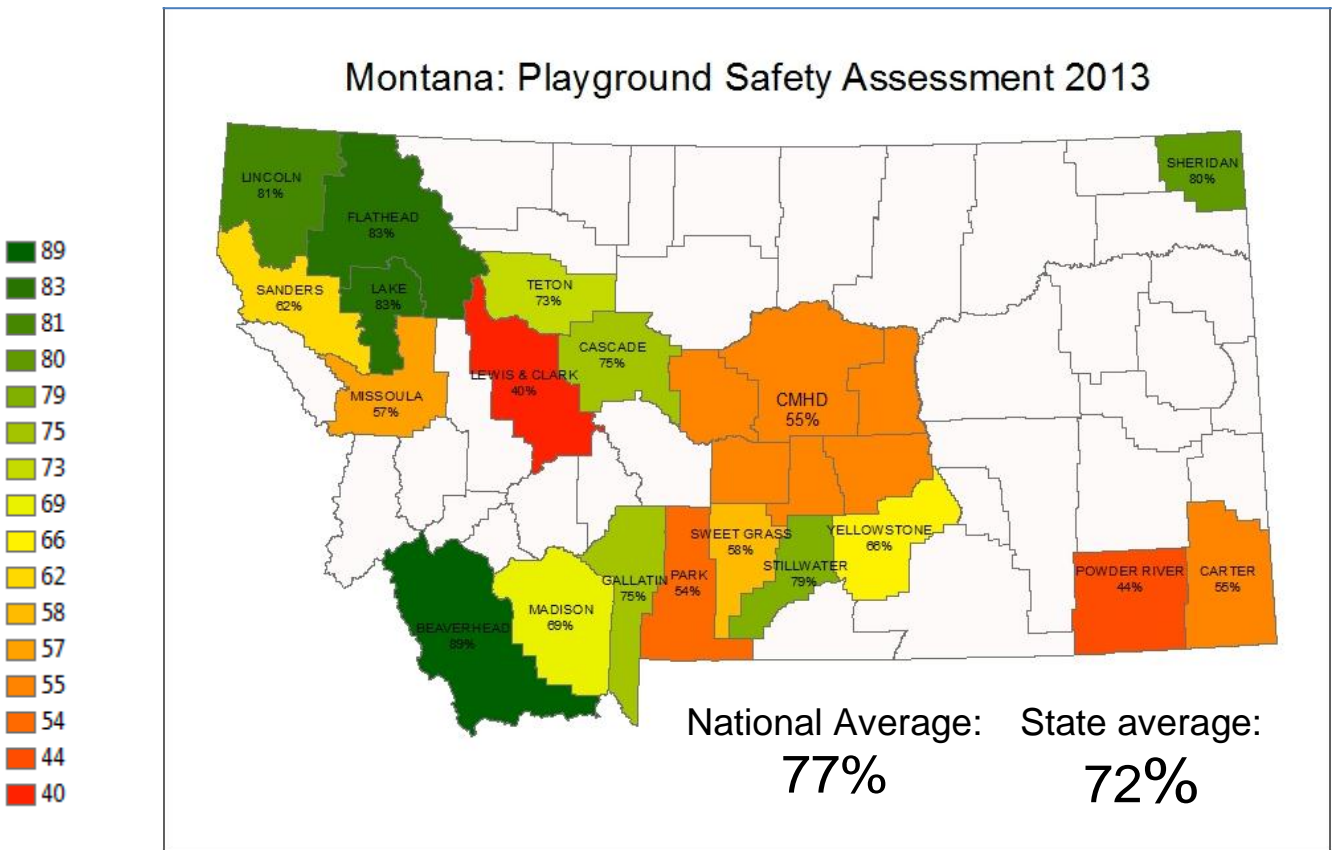 Montana: Playground Safety Assessment 2013
89
83
81
80
79
75
73
69
66
62
58
57
55
54
44
40
LINCOLN
81%
FLATHEAD
83%
SHERIDAN
80%
SANDERS
62%
LAKE
83%
TETON
73%
CASCADE
75%
LEWIS & CLARK
40%
MISSOULA
57%
CMHD
55%
SWEET GRASS
58%
YELLOWSTONE
66%
STILLWATER
79%
GALLATIN
75%
PARK
54%
POWDER RIVER
44%
CARTER
55%
MADISON
69%
BEAVERHEAD
89%
National Average:
77%
State average:
72%